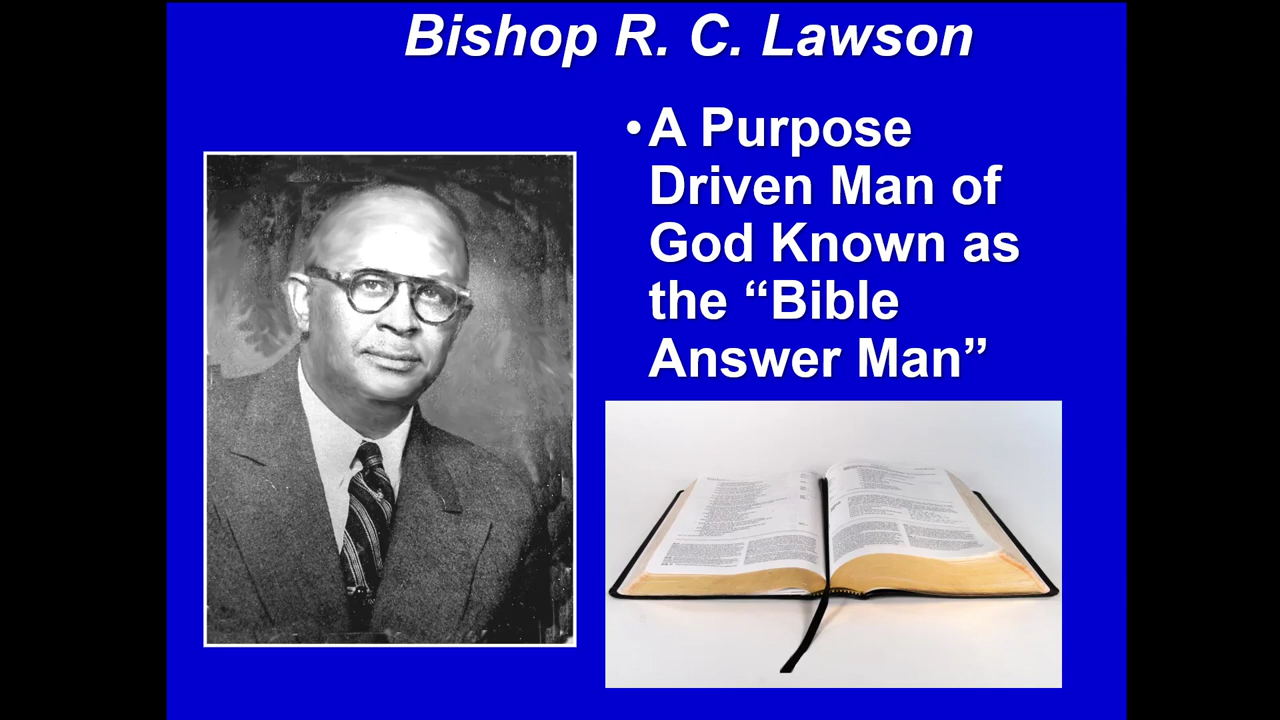 Bishop R. C. Lawson
•A Purpose
Driven Man of
God Known as
the “Bible
Answer Man”